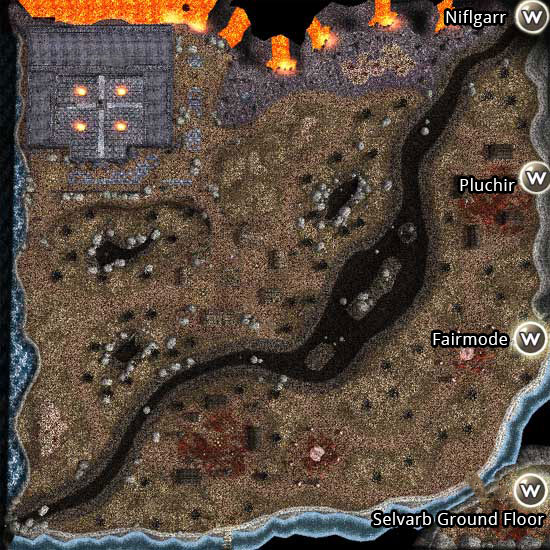 Niflgarr W
Pluchir W
Fairmode W
W
Selvarb Ground Floor